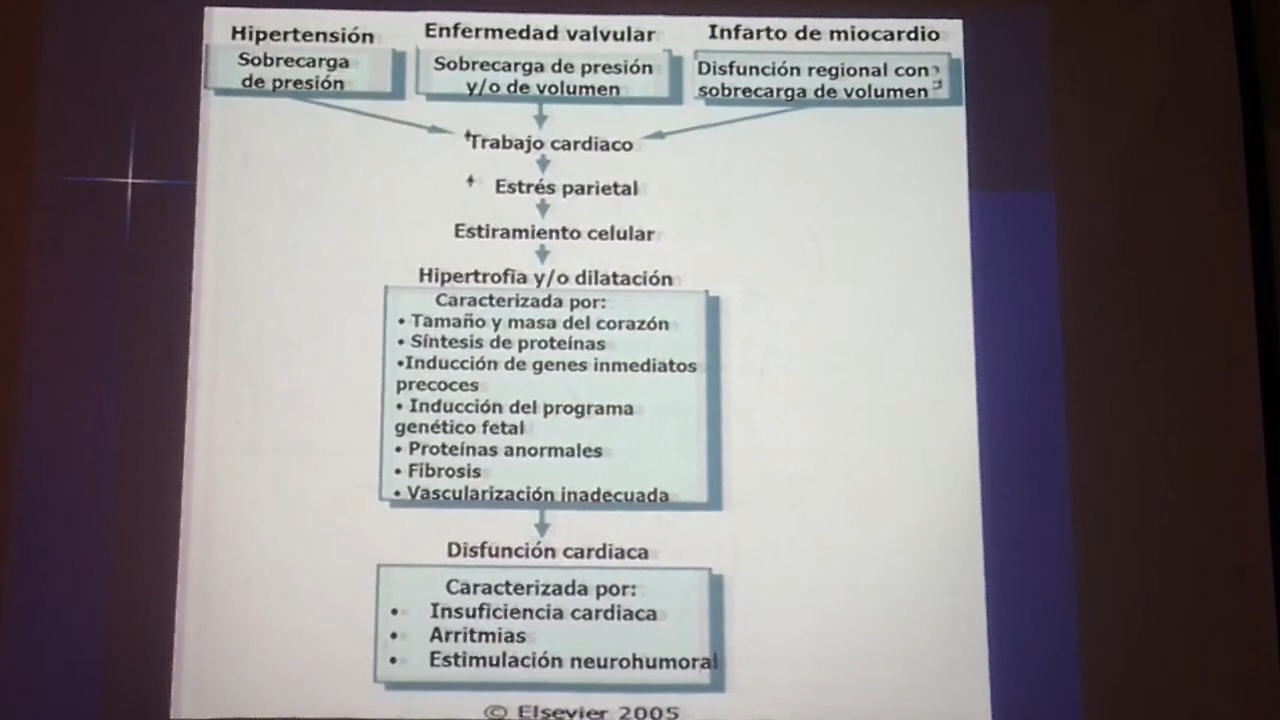 Hipertensión
Sobrecarga
de presión
Enfermedad valvular
Sobrecarga de presión
y/o de volumen
Infarto de miocardio
Disfunción regional con
sobrecarga de volumen
Trabajo cardiaco
Estrés parietal
Estiramiento celular
Hipertrofia y/o dilatación
Caracterizada por:
• Tamaño y masa del corazón
• Síntesis de proteínas
•Inducción de genes inmediatos
precoces
• Inducción del programa
genético fetal
• Proteínas anormales
• Fibrosis
• Vascularización inadecuada
Disfunción cardiaca
Caracterizada por:
• Insuficiencia cardiaca
• Arritmias
• Estimulación neurohumoral
© Elsevier 2005